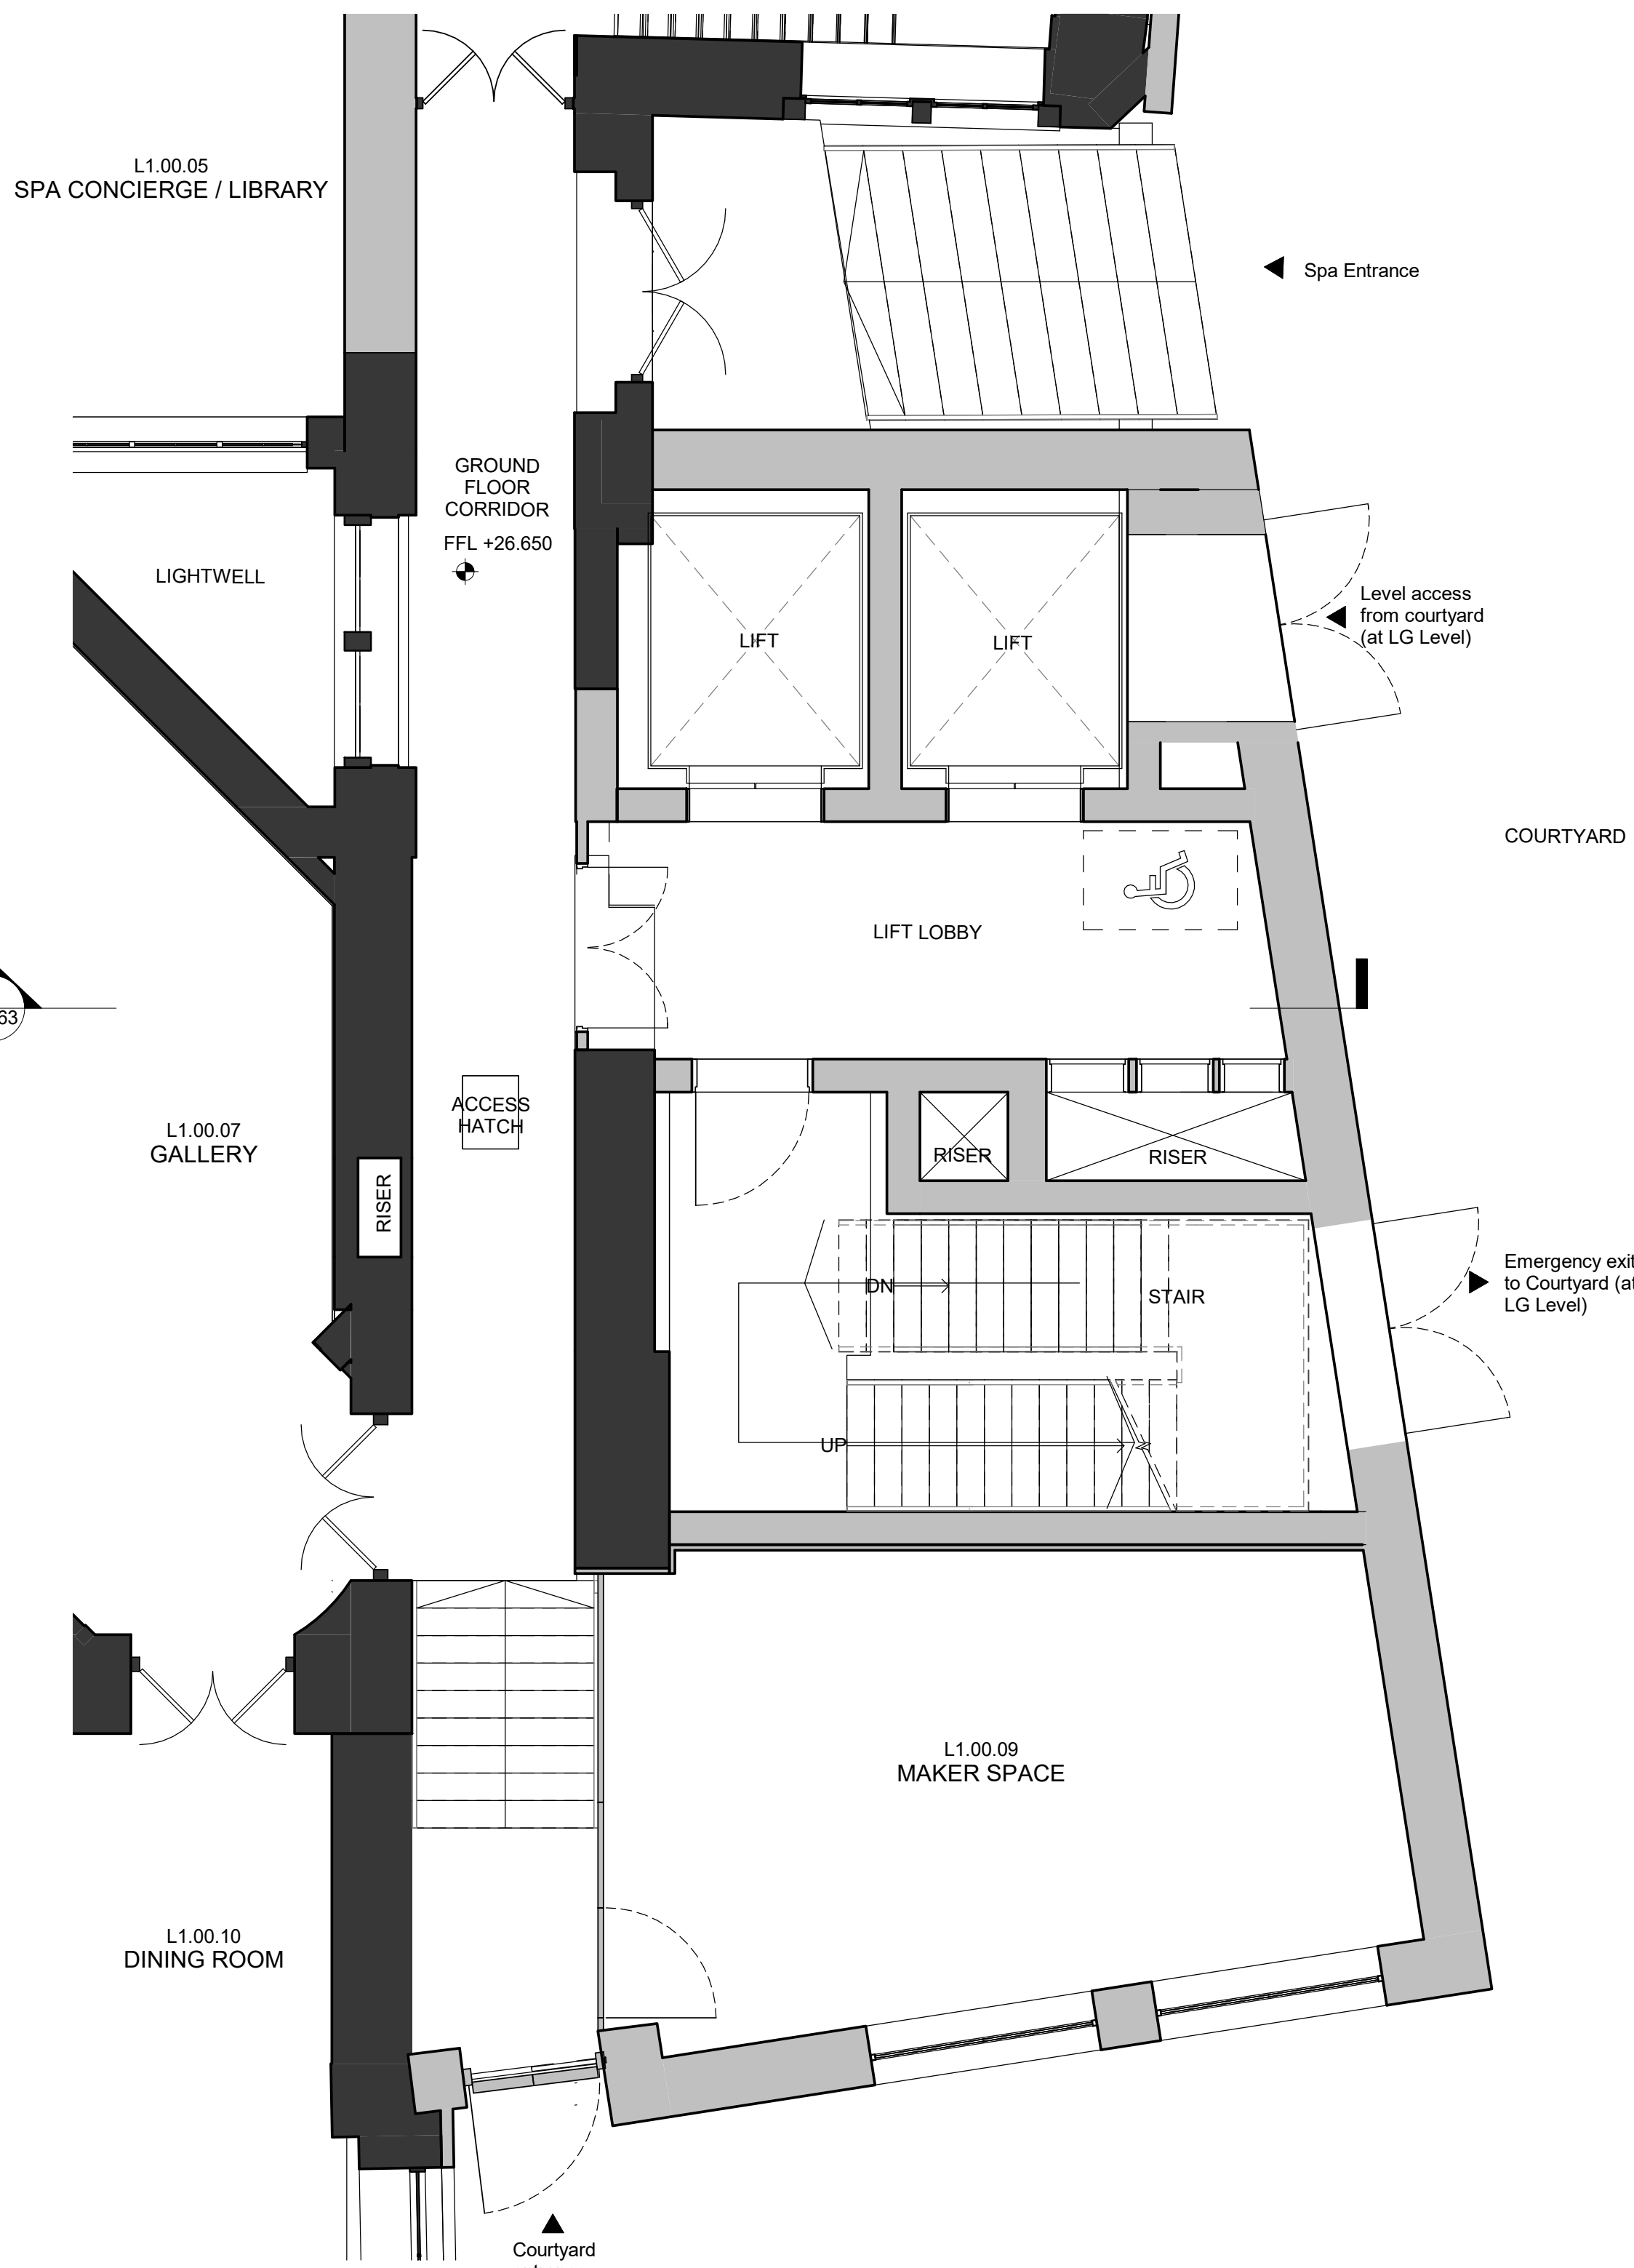 L1.00.05
SPA CONCIERGE / LIBRARY
Spa Entrance
GROUND
FLOOR
CORRIDOR
FFL +26.650
LIGHTWELL
LIFT
LIFT
Level access
from courtyard
(at LG Level)
COURTYARD
LIFT LOBBY
63
ACCESS
HATCH
L1.00.07
GALLERY
RISER
RISER
RISER
DN
STAIR
Emergency exit
to Courtyard (at
LG Level)
UP
L1.00.09
MAKER SPACE
L1.00.10
DINING ROOM
Courtyard